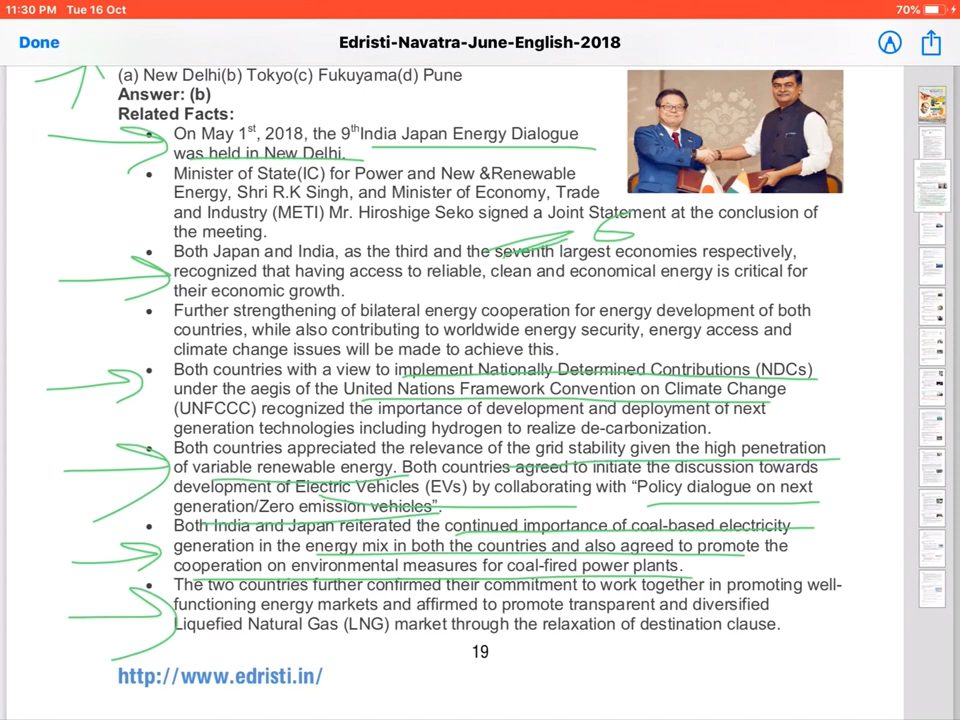 11:30 PM Tue 16 Oct 70%
Done Edristi-Navatra-June-English-2018
(a) New Delhi(b) Tokyo(c) Fukuyama(d) Pune
Answer: (b)
Related Facts:
• On May 1st, 2018, the 9thIndia Japan Energy Dialogue
was held in New Delhi.
• Minister of State(IC) for Power and New &Renewable
Energy, Shri R.K Singh, and Minister of Economy, Trade
and Industry (METI) Mr. Hiroshige Seko signed a Joint Statement at the conclusion of
the meeting.
6
• Both Japan and India, as the third and the seventh largest economies respectively,
recognized that having access to reliable, clean and economical energy is critical for
their economic growth.
• Further strengthening of bilateral energy cooperation for energy development of both
countries, while also contributing to worldwide energy security, energy access and
climate change issues will be made to achieve this.
• Both countries with a view to implement Nationally Determined Contributions (NDCs)
under the aegis of the United Nations Framework Convention on Climate Change
(UNFCCC) recognized the importance of development and deployment of next
generation technologies including hydrogen to realize de-carbonization.
• Both countries appreciated the relevance of the grid stability given the high penetration
of variable renewable energy. Both countries agreed to initiate the discussion towards
development of Electric Vehicles (EVs) by collaborating with “Policy dialogue on next
generation/Zero emission vehicles”.
• Both India and Japan reiterated the continued importance of coal-based electricity
generation in the energy mix in both the countries and also agreed to promote the
cooperation on environmental measures for coal-fired power plants.
• The two countries further confirmed their commitment to work together in promoting well-
functioning energy markets and affirmed to promote transparent and diversified
Liquefied Natural Gas (LNG) market through the relaxation of destination clause.
19
http://www.edristi.in/